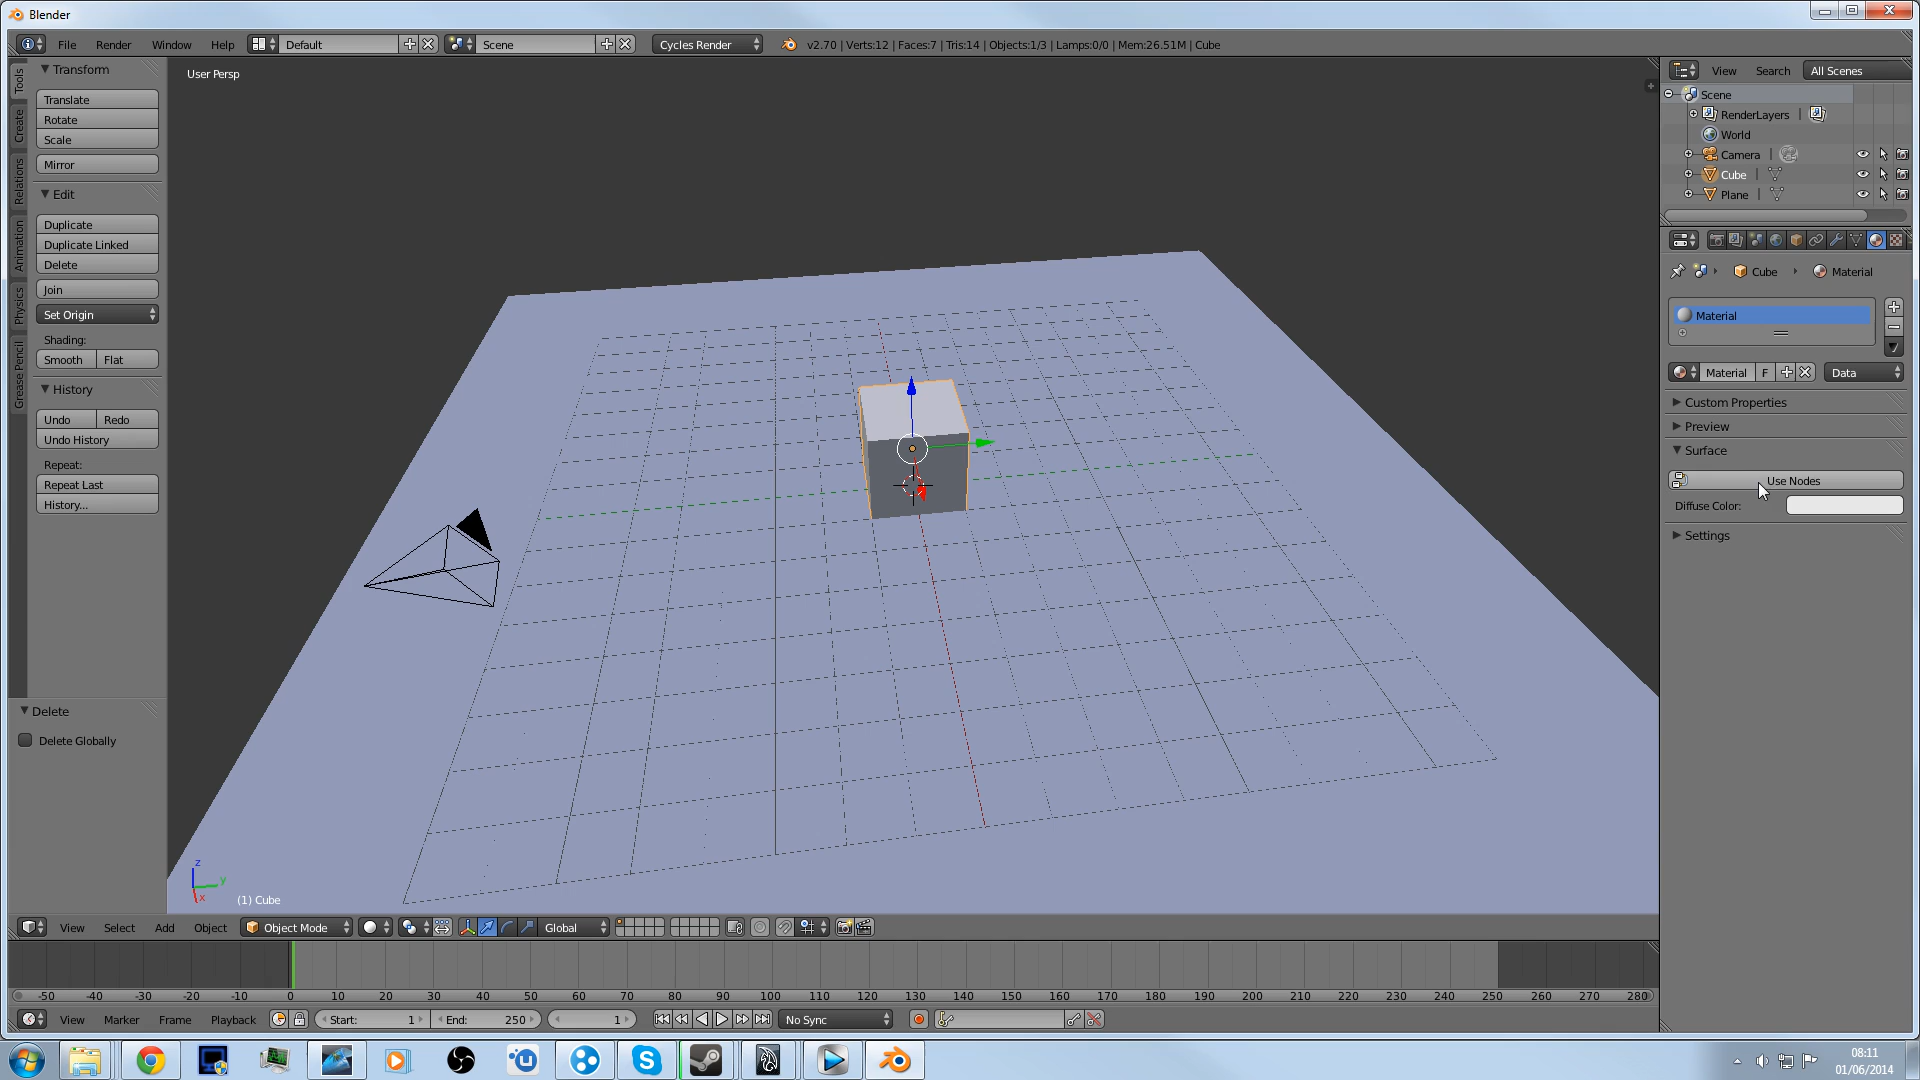 Blender
File Render Window Help Default Scene Cycles Render v2.70 | Verts:12 | Faces:7 | Tris:14 | Objects:1/3 | Lamps:0/0 | Mem:26.51M | Cube
Tools
Create
Relations
Animation
Physics
Grease Pencil
Transform
Translate
Rotate
Scale
Mirror
Edit
Duplicate
Duplicate Linked
Delete
Join
Set Origin
Shading:
Smooth Flat
History
Undo Redo
Undo History
Repeat:
Repeat Last
History...
Delete
Delete Globally
User Persp
z
y
x
(1) Cube
View Select Add Object Object Mode Global
View Search All Scenes
Scene
RenderLayers |
World
Camera |
Cube |
Plane |
Cube Material
Material
Material F Data
Custom Properties
Preview
Surface
Use Nodes
Diffuse Color:
Settings
-50 -40 -30 -20 -10 0 10 20 30 40 50 60 70 80 90 100 110 120 130 140 150 160 170 180 190 200 210 220 230 240 250 260 270 280
View Marker Frame Playback Start: 1 End: 250 1 No Sync
08:11
01/06/2014